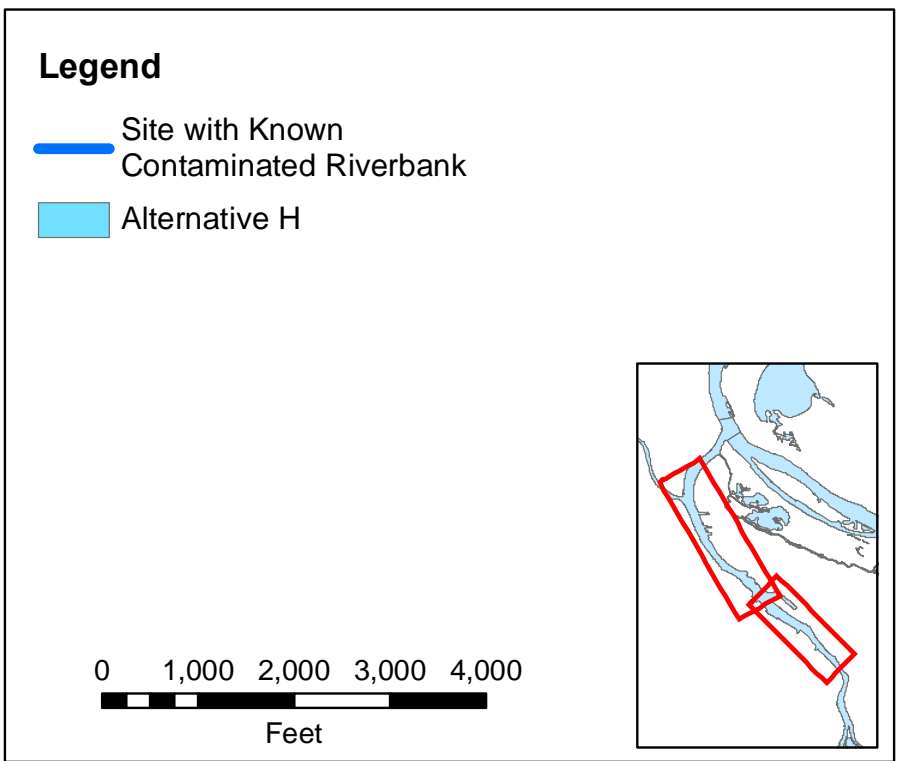 Legend
Site with Known
Contaminated Riverbank
Alternative H
0 1,000 2,000 3,000 4,000
Feet